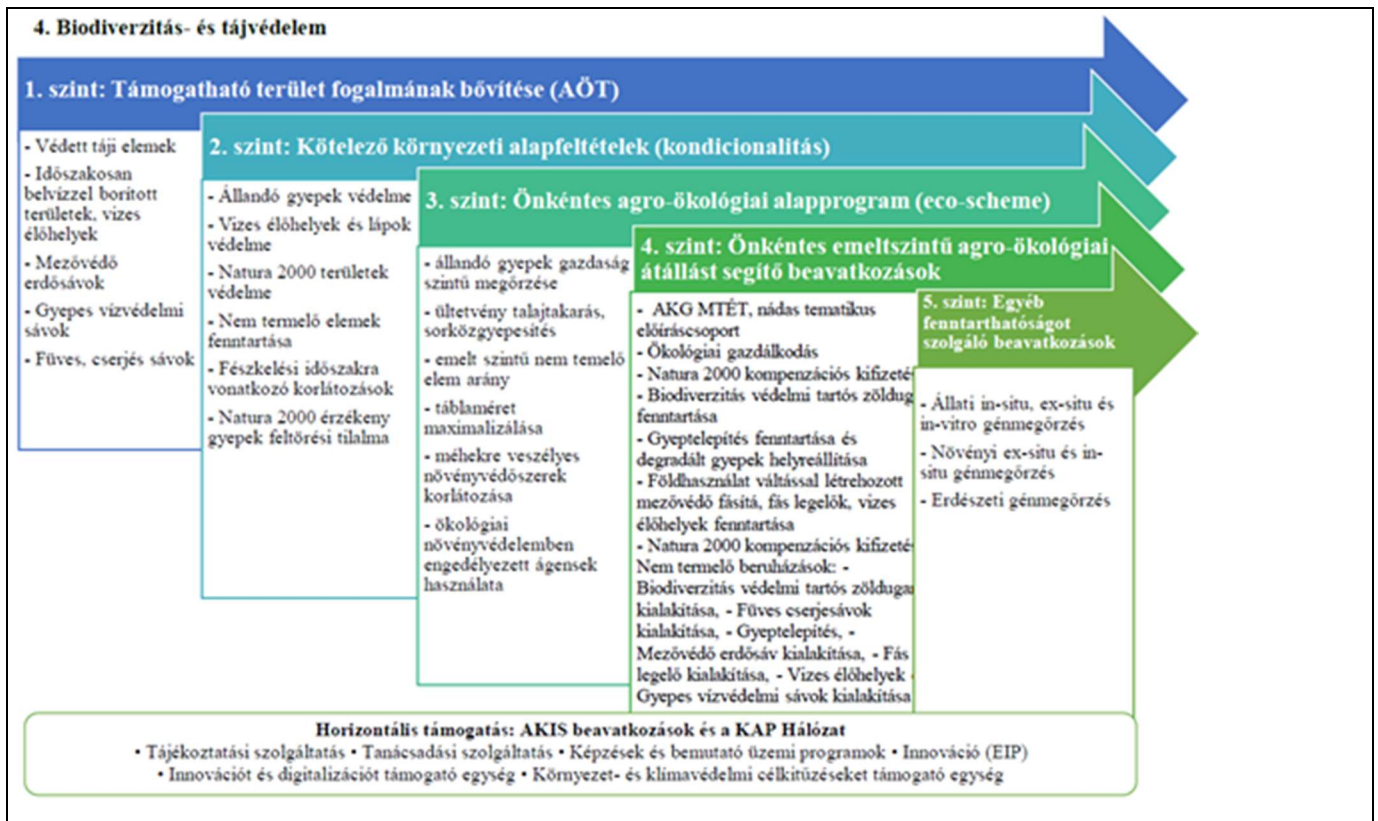 4. Biodiverzitás- és tájvédelem
1. szint: Támogatható terület fogalmának bővítése (AÖT)
- Védett táji elemek
- Időszakosan
belvízzel borított
területek, vizes
élőhelyek
- Mezővédő
erdősávok
- Gyepes vízvédelmi
sávok
- Füves, cserjés sávok
2. szint: Kötelező környezeti alapfeltételek (kondicionalitás)
- Állandó gyepek védelme
- Vizes élőhelyek és lápok
védelme
- Natura 2000 területek
védelme
- Nem termelő elemek
fenntartása
- Fészkelési időszakra
vonatkozó korlátozások
- Natura 2000 érzékeny
gyepek feltörési tilalma
3. szint: Önkéntes agro-ökológiai alapprogram (eco-scheme)
- állandó gyepek gazdaság
szintű megőrzése
- ültetvény talajtakarás,
sorközgyepesítés
- emelt szintű nem temelő
elem arány
- táblaméret
maximalizálása
- méhekre veszélyes
növényvédőszerek
korlátozása
- ökológiai
növényvédelemben
engedélyezett ágensek
használata
4. szint: Önkéntes emeltszintű agro-ökológiai
átállást segítő beavatkozások
- AKG MTÉT, nádas tematikus
előíráscsoport
- Ökológiai gazdálkodás
- Natura 2000 kompenzációs kifizeté
- Biodiverzitás védelmi tartós zöldug
fenntartása
- Gyeptelepítés fenntartása és
degradált gyepek helyreállítása
- Földhasználat váltással létrehozott
mezővédő fásítá, fás legelők, vizes
élőhelyek fenntartása
- Natura 2000 kompenzációs kifizeté
Nem termelő beruházások: -
Biodiverzitás védelmi tartós zöldugar
kialakítása, - Füves cserjesávok
kialakítása, - Gyeptelepítés, -
Mezővédő erdősáv kialakítása, - Fás
legelő kialakítása, - Vizes élőhelyek
Gyepes vízvédelmi sávok kialakítása
5. szint: Egyéb
fenntarthatóságot
szolgáló beavatkozások
- Állati in-situ, ex-situ és
in-vitro génmegőrzés
- Növényi ex-situ és in-
situ génmegőrzés
- Erdészeti génmegőrzés
Horizontális támogatás: AKIS beavatkozások és a KAP Hálózat
• Tájékoztatási szolgáltatás • Tanácsadási szolgáltatás • Képzések és bemutató üzemi programok • Innováció (EIP)
• Innovációt és digitalizációt támogató egység • Környezet- és klímavédelmi célkitűzéseket támogató egység